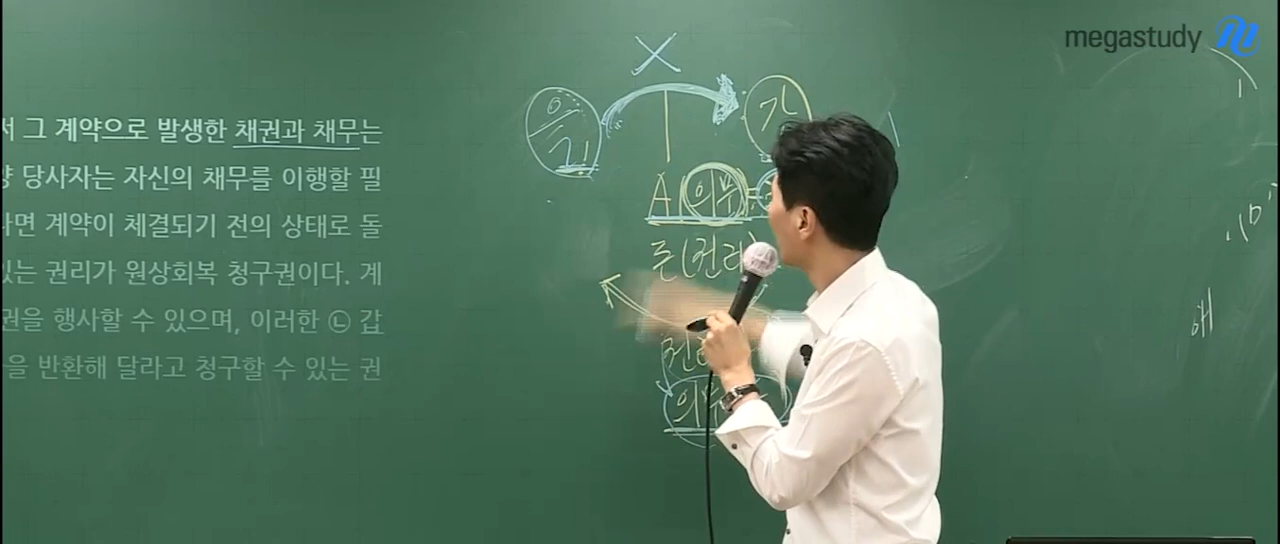 megastudy
서 그 계약으로 발생한 채권과 채무는
당사자는 자신의 채무를 이행할 필
다면 계약이 체결되기 전의 상태로 돌
있는 권리가 원상회복 청구권이다. 계
권을 행사할 수 있으며, 이러한 ㉡ 갑
을 반환해 달라고 청구할 수 있는 권
X
을
갑
A 의무 =
돈(권리)
의무